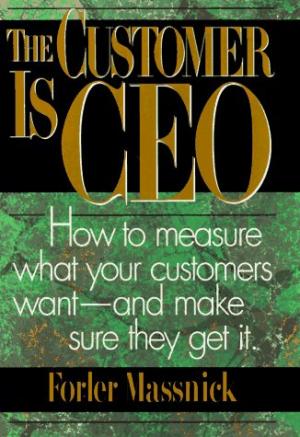 THE CUSTOMER
IS CEO
How to measure
what your customers
want—and make
sure they get it.
Forler Massnick